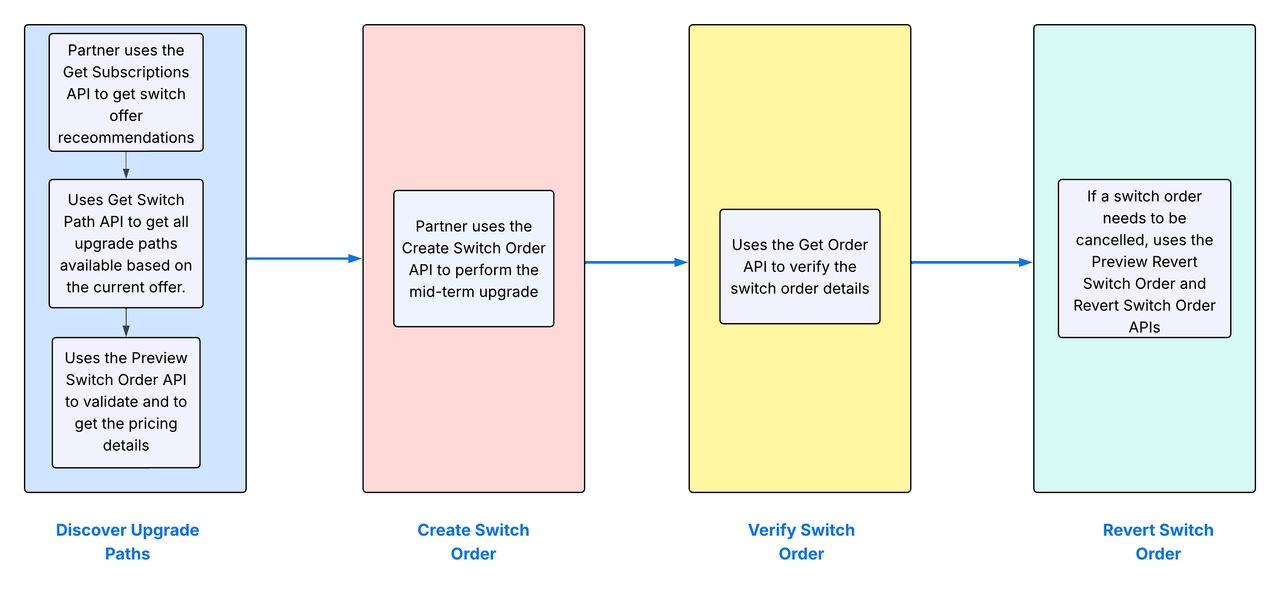 Partner uses the
Get Subscriptions
API to get switch
offer
receommendations
Uses Get Switch
Path API to get all
upgrade paths
available based on
the current offer.
Uses the Preview
Switch Order API
to validate and to
get the pricing
details
Discover Upgrade
Paths
Partner uses the
Create Switch Order
API to perform the
mid-term upgrade
Create Switch
Order
Uses the Get Order
API to verify the
switch order details
Verify Switch
Order
If a switch order
needs to be
cancelled, uses the
Preview Revert
Switch Order and
Revert Switch Order
APIs
Revert Switch
Order